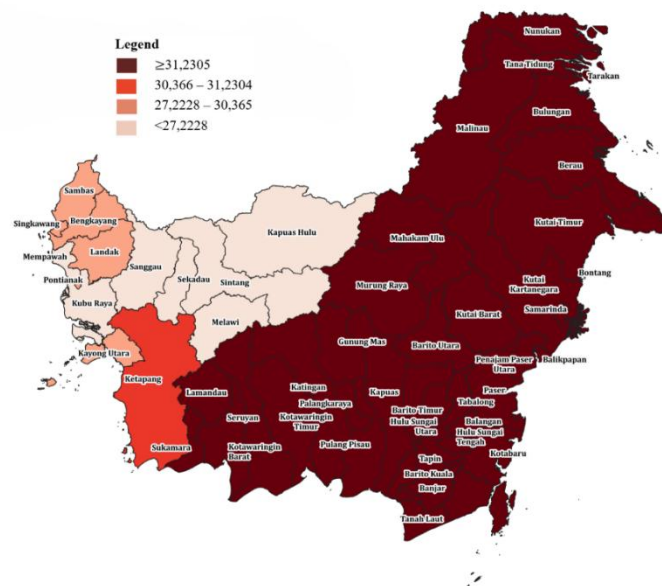 Legend
≥31,2305
30,366 – 31,2304
27,2228 – 30,365
<27,2228
Nunukan
Tana Tidung
Tarakan
Bulungan
Malinau
Berau
Sambas
Singkawang
Bengkayang
Kutai Timur
Kapuas Hulu
Mahakam Ulu
Landak
Mempawah
Sanggau
Bontang
Pontianak
Sekadau
Sintang
Murung Raya
Kutai
Kartanegara
Kubu Raya
Samarinda
Kutai Barat
Melawi
Gunung Mas
Barito Utara
Kayong Utara
Penajam Paser
Utara
Balikpapan
Ketapang
Lamandau
Katingan
Kapuas
Paser
Tabalong
Palangkaraya
Barito Timur
Seruyan
Kotawaringin
Timur
Hulu Sungai
Utara
Balangan
Hulu Sungai
Tengah
Sukamara
Kotawaringin
Barat
Pulang Pisau
Kotabaru
Tapin
Barito Kuala
Banjar
Tanah Laut